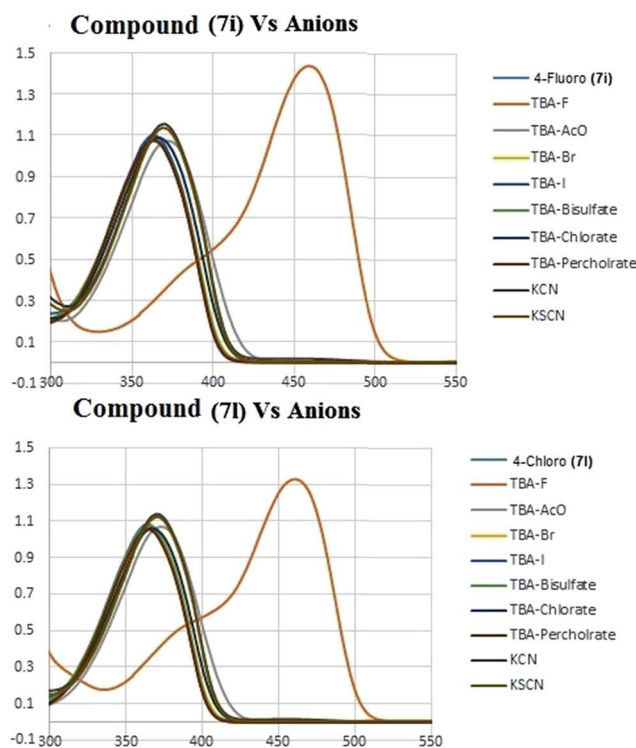 Compound (7i) Vs Anions
1.5
1.3
1.1
0.9
0.7
0.5
0.3
0.1
-0.1
300 350 400 450 500 550
4-Fluoro (7i)
TBA-F
TBA-AcO
TBA-Br
TBA-I
TBA-Bisulfate
TBA-Chlorate
TBA-Percholrate
KCN
KSCN
Compound (7l) Vs Anions
1.5
1.3
1.1
0.9
0.7
0.5
0.3
0.1
-0.1
300 350 400 450 500 550
4-Chloro (7l)
TBA-F
TBA-AcO
TBA-Br
TBA-I
TBA-Bisulfate
TBA-Chlorate
TBA-Percholrate
KCN
KSCN